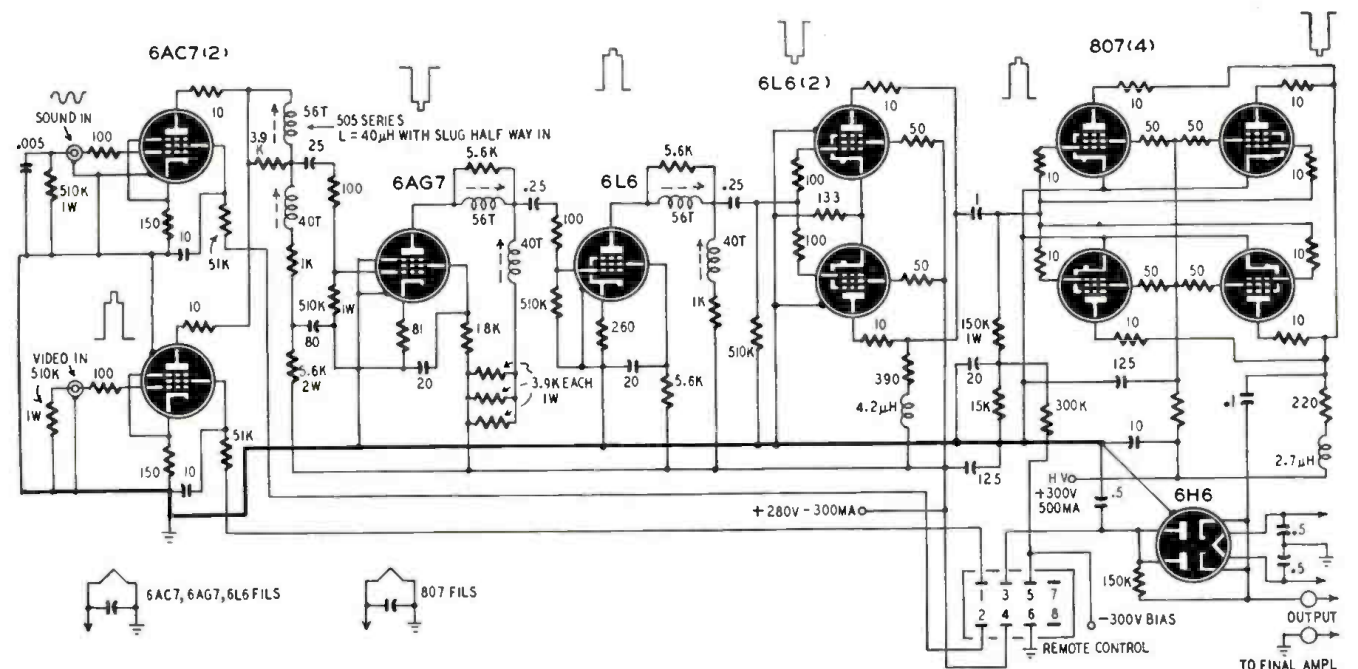 6AC7(2)
SOUND IN
.005
100
510K
1W
150
10
51K
10
3.9
K
56T
505 SERIES
L = 40µH WITH SLUG HALF WAY IN
25
40T
1K
100
510K
1W
80
5.6K
2W
VIDEO IN
510K
1W
100
10
150
10
51K
6AG7
5.6K
56T
.25
40T
81
20
18K
3.9K EACH
1W
6L6
100
510K
260
20
5.6K
5.6K
56T
.25
40T
1K
510K
6L6(2)
10
50
100
133
100
50
10
390
4.2µH
1
150K
1W
20
15K
300K
125
807(4)
10
10
50
50
10
10
10
10
50
50
10
10
125
10
.1
220
2.7µH
HV
+300V
500MA
.5
6H6
.5
.5
150K
+280V-300MA
1 3 5 7
2 4 6 8
-300V BIAS
REMOTE CONTROL
OUTPUT
TO FINAL AMPL
6AC7, 6AG7, 6L6 FILS
807 FILS